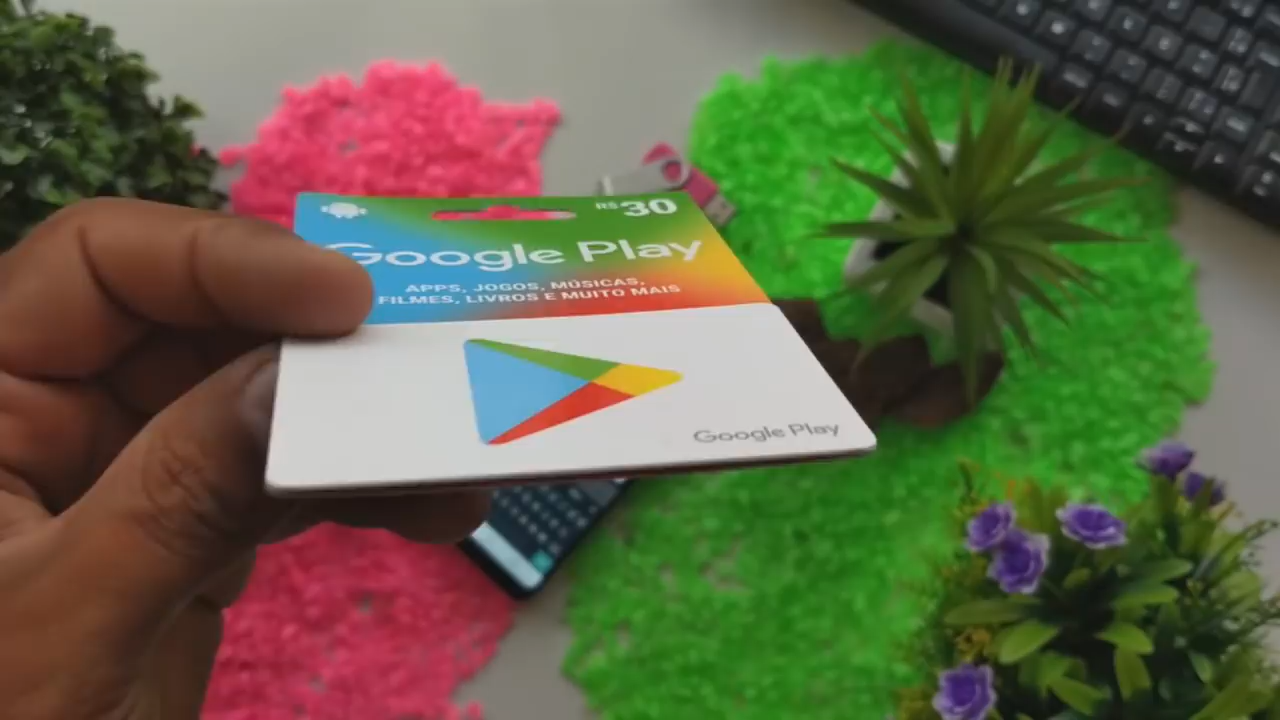 R$ 30
Google Play
APPS, JOGOS, MÚSICAS,
FILMES, LIVROS E MUITO MAIS
Google Play